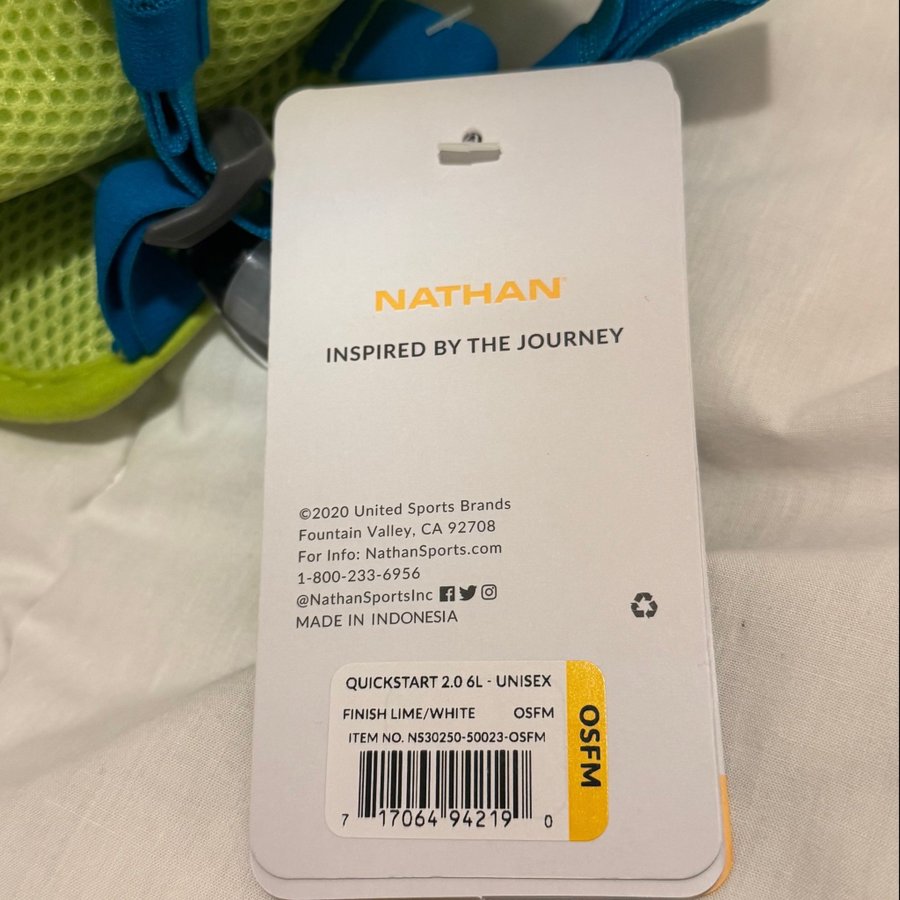 NATHAN
INSPIRED BY THE JOURNEY
©2020 United Sports Brands
Fountain Valley, CA 92708
For Info: NathanSports.com
1-800-233-6956
@NathanSportsInc
MADE IN INDONESIA
QUICKSTART 2.0 6L - UNISEX
FINISH LIME/WHITE OSFM
ITEM NO. NS30250-50023-OSFM
OSFM
7 17064 94219 0